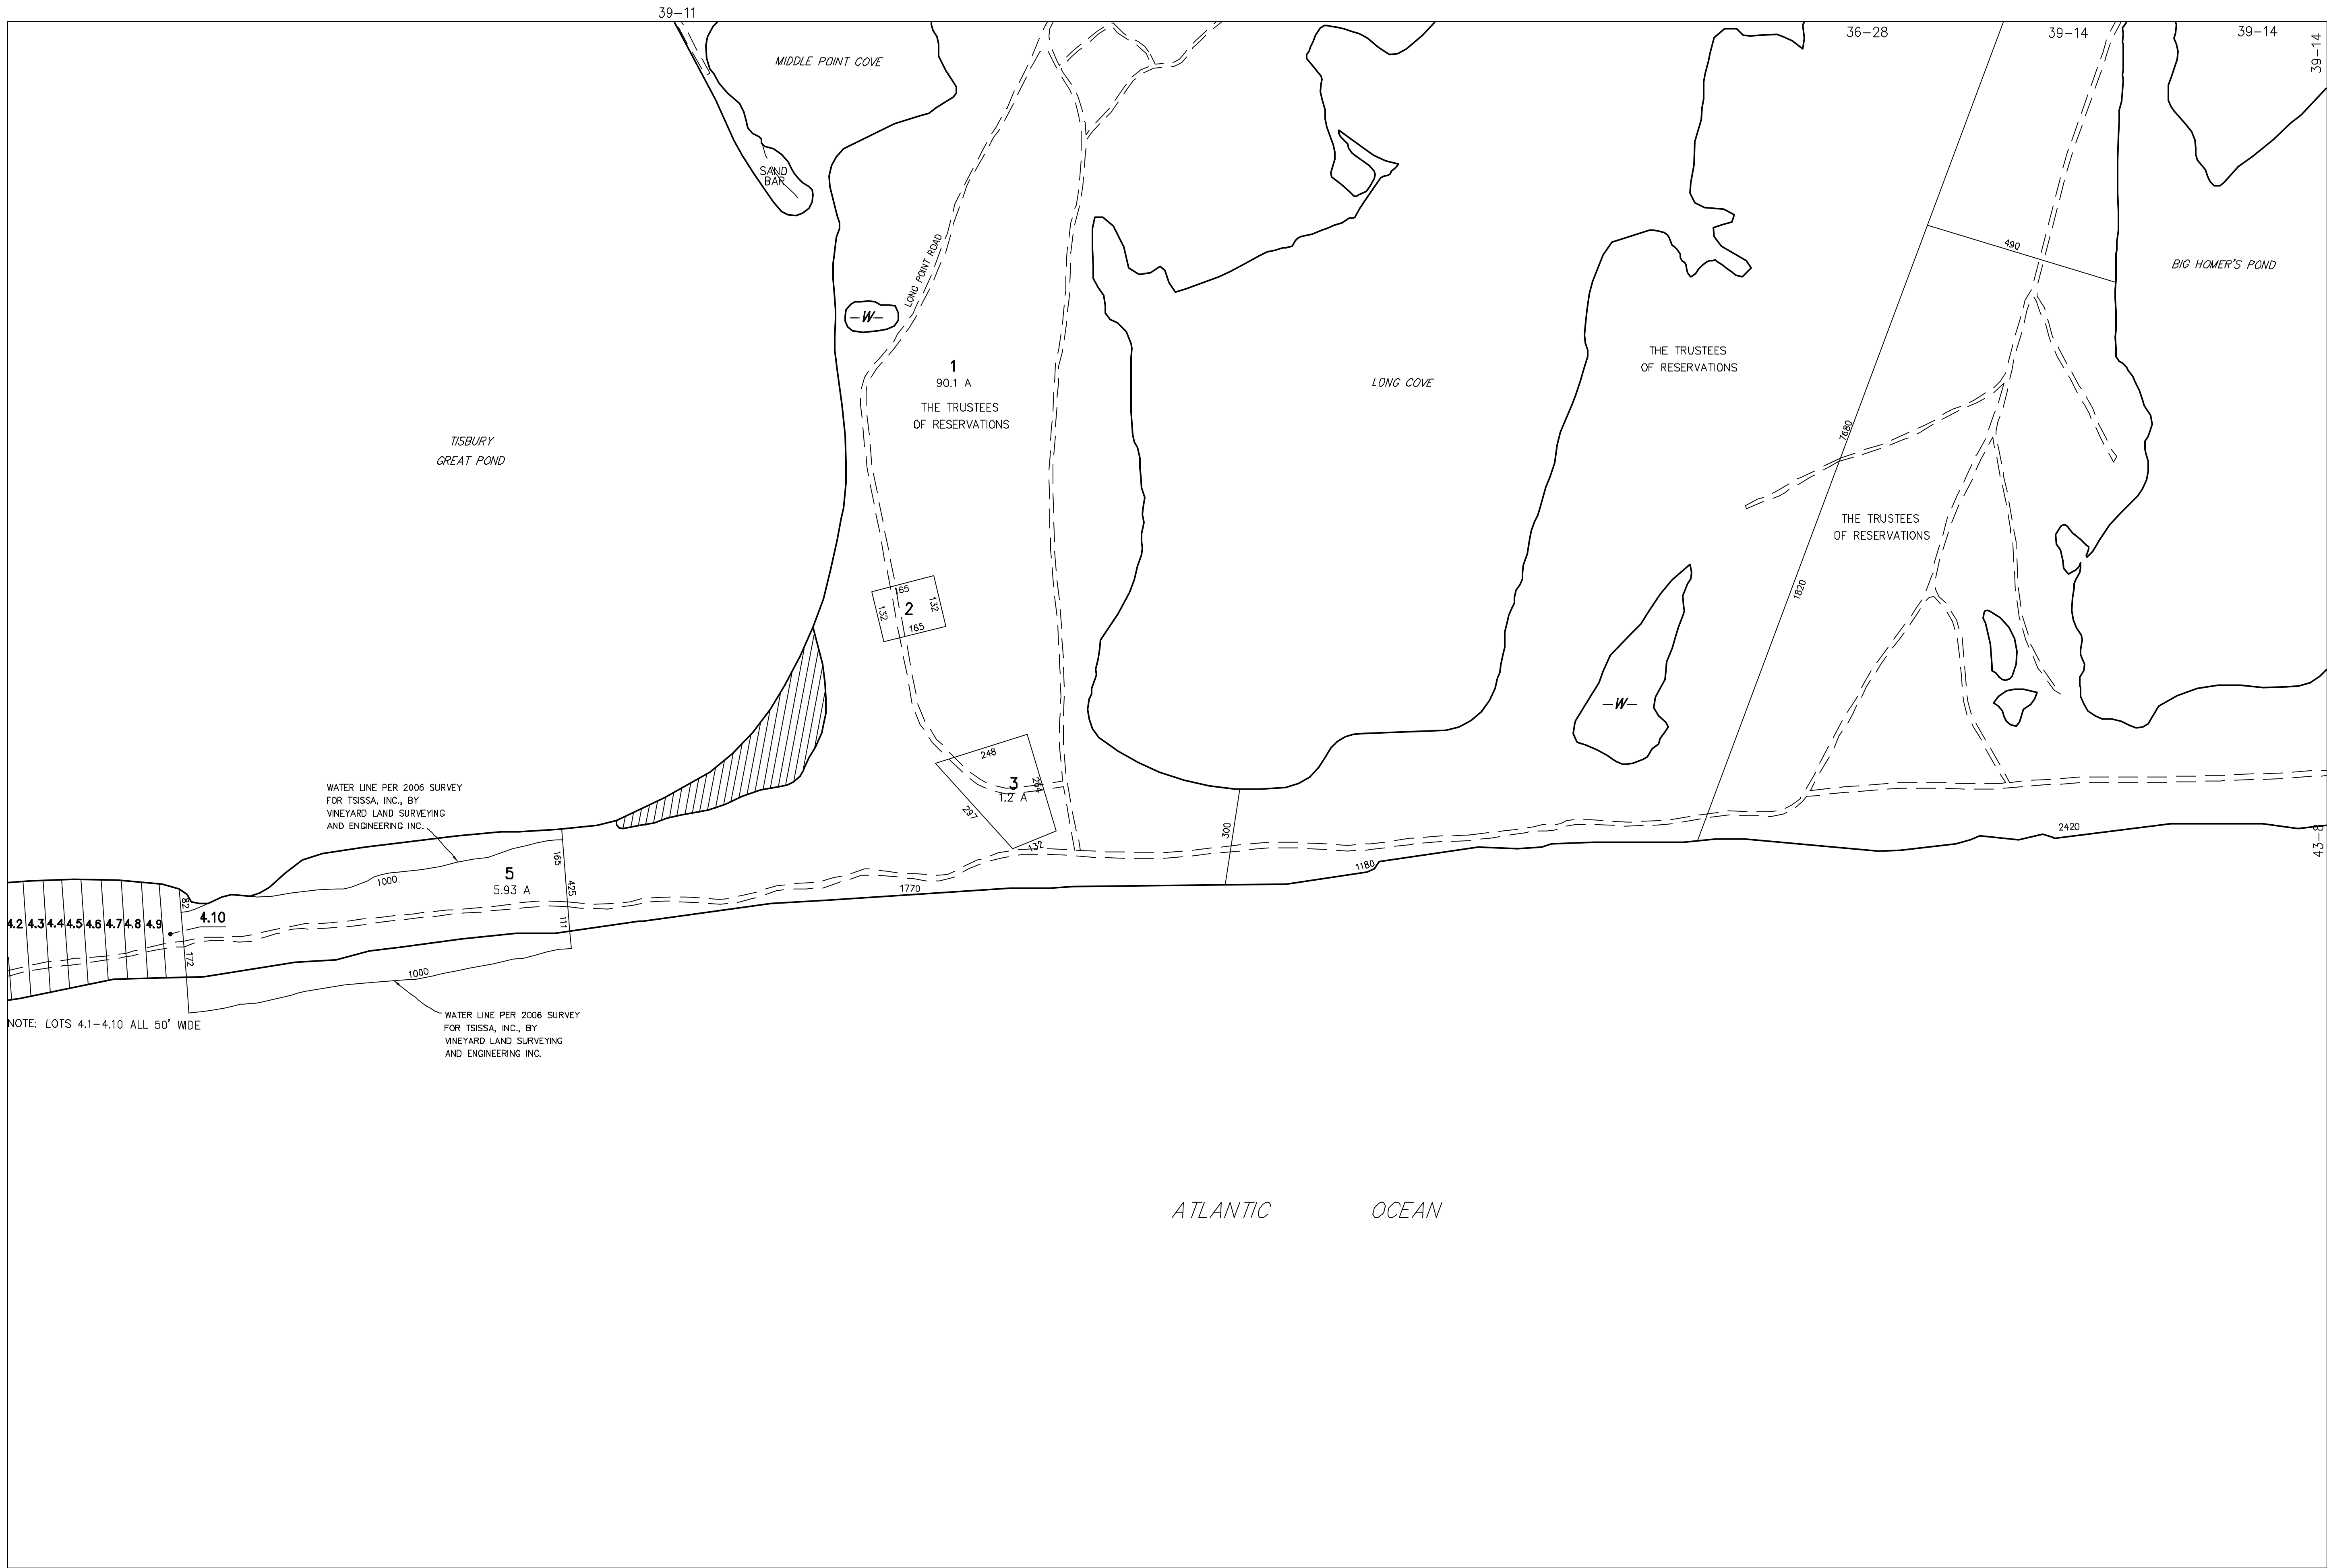 39-11
36-28
39-14
39-14
39-14
MIDDLE POINT COVE
SAND
BAR
LONG POINT ROAD
490
BIG HOMER'S POND
-W-
1
90.1 A
THE TRUSTEES
OF RESERVATIONS
LONG COVE
THE TRUSTEES
OF RESERVATIONS
7680
TISBURY
GREAT POND
THE TRUSTEES
OF RESERVATIONS
1820
165
132
2
132
165
-W-
248
3
1.2 A
264
297
132
300
WATER LINE PER 2006 SURVEY
FOR TSISSA, INC., BY
VINEYARD LAND SURVEYING
AND ENGINEERING INC.
2420
43-8
1180
165
5
5.93 A
425
1000
1770
82
4.10
4.2 4.3 4.4 4.5 4.6 4.7 4.8 4.9
111
172
1000
NOTE: LOTS 4.1-4.10 ALL 50' WIDE
WATER LINE PER 2006 SURVEY
FOR TSISSA, INC., BY
VINEYARD LAND SURVEYING
AND ENGINEERING INC.
ATLANTIC OCEAN